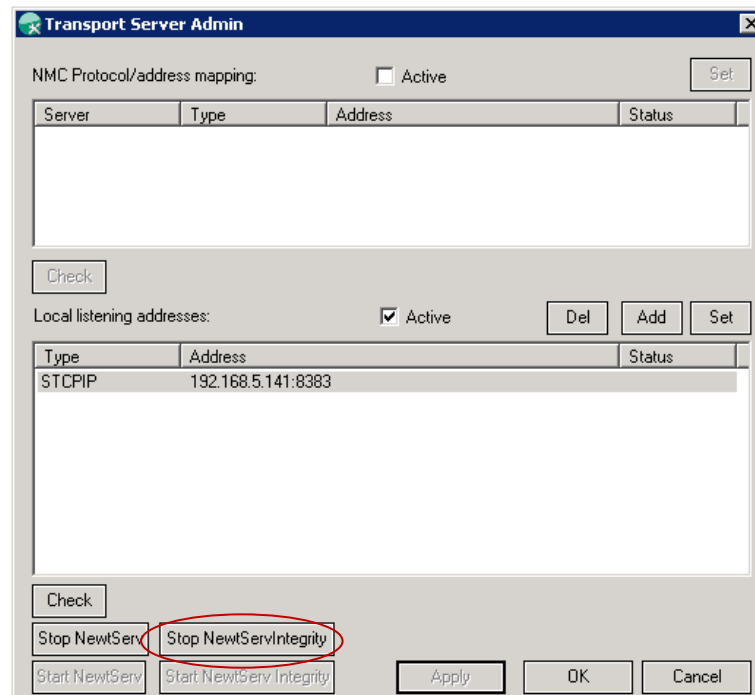 Transport Server Admin
NMC Protocol/address mapping: Active Set
Server Type Address Status
Check
Local listening addresses: Active Del Add Set
Type Address Status
STCPIP 192.168.5.141:8383
Check
Stop NewtServ Stop NewtServIntegrity
Start NewtServ Start NewtServ Integrity Apply OK Cancel